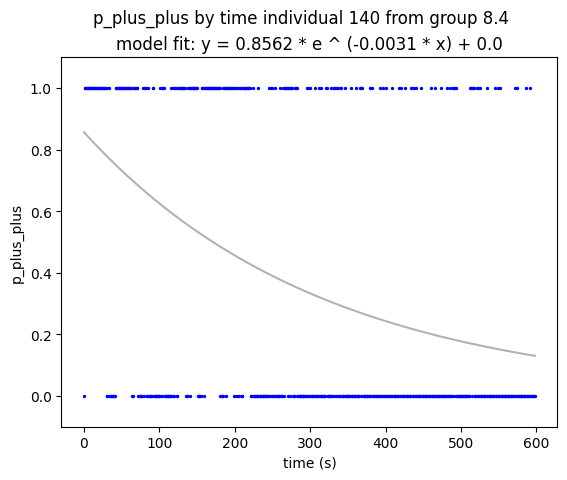 p_plus_plus by time individual 140 from group 8.4
model fit: y = 0.8562 * e ^ (-0.0031 * x) + 0.0
1.0
0.8
0.6
0.4
0.2
0.0
p_plus_plus
0 100 200 300 400 500 600
time (s)